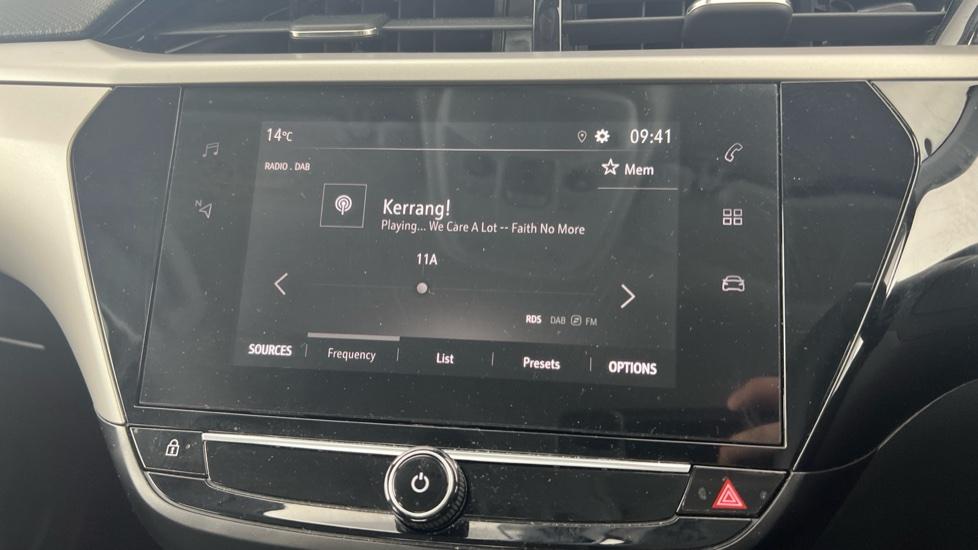 14°C 09:41
RADIO . DAB
Mem
Kerrang!
Playing... We Care A Lot -- Faith No More
11A
N
RDS DAB FM
SOURCES Frequency List Presets OPTIONS